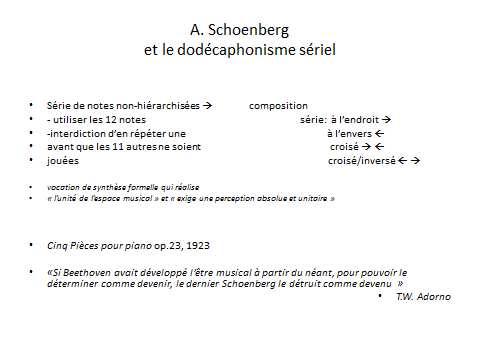 A. Schoenberg
et le dodécaphonisme sériel
• Série de notes non-hiérarchisées → composition
• - utiliser les 12 notes série: à l'endroit →
• -interdiction d'en répéter une à l'envers ←
• avant que les 11 autres ne soient croisé → ←
• jouées croisé/inversé ← →
• vocation de synthèse formelle qui réalise
• « l'unité de l'espace musical » et « exige une perception absolue et unitaire »
• Cinq Pièces pour piano op.23, 1923
• «Si Beethoven avait développé l'être musical à partir du néant, pour pouvoir le
déterminer comme devenir, le dernier Schoenberg le détruit comme devenu »
• T.W. Adorno